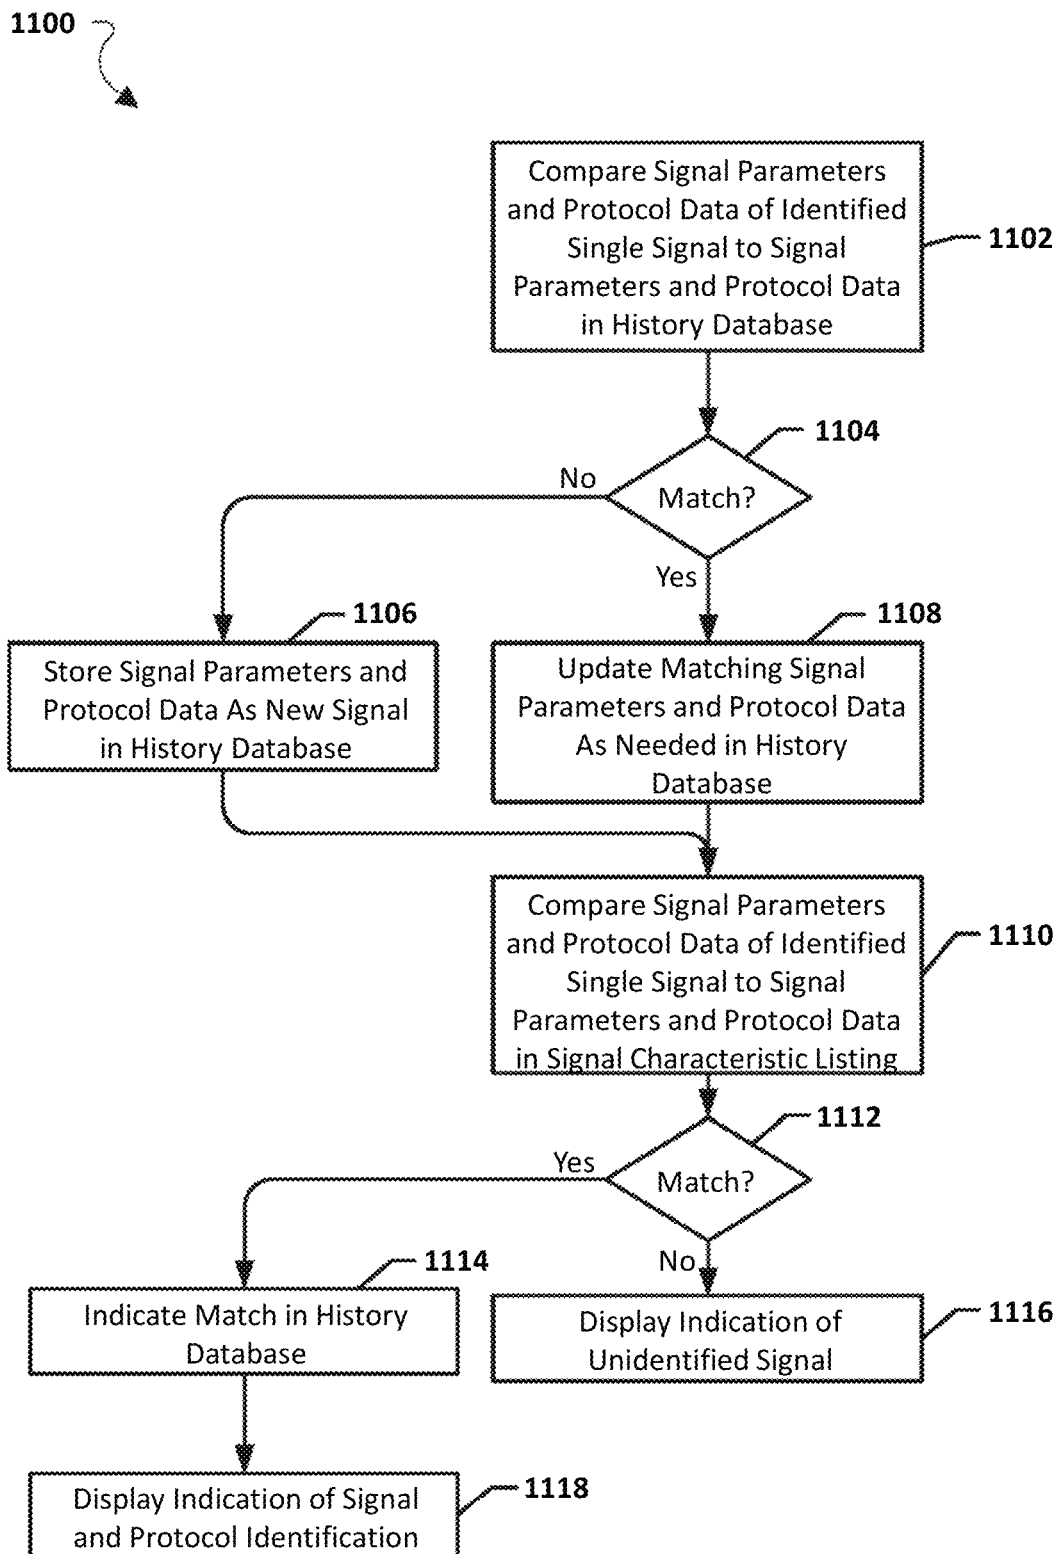 1100
Compare Signal Parameters
and Protocol Data of Identified
Single Signal to Signal
Parameters and Protocol Data
in History Database
1102
1104
Match?
No
Yes
1106
Store Signal Parameters and
Protocol Data As New Signal
in History Database
1108
Update Matching Signal
Parameters and Protocol Data
As Needed in History
Database
Compare Signal Parameters
and Protocol Data of Identified
Single Signal to Signal
Parameters and Protocol Data
in Signal Characteristic Listing
1110
1112
Match?
Yes
No
1114
Indicate Match in History
Database
Display Indication of
Unidentified Signal
1116
Display Indication of Signal
and Protocol Identification
1118